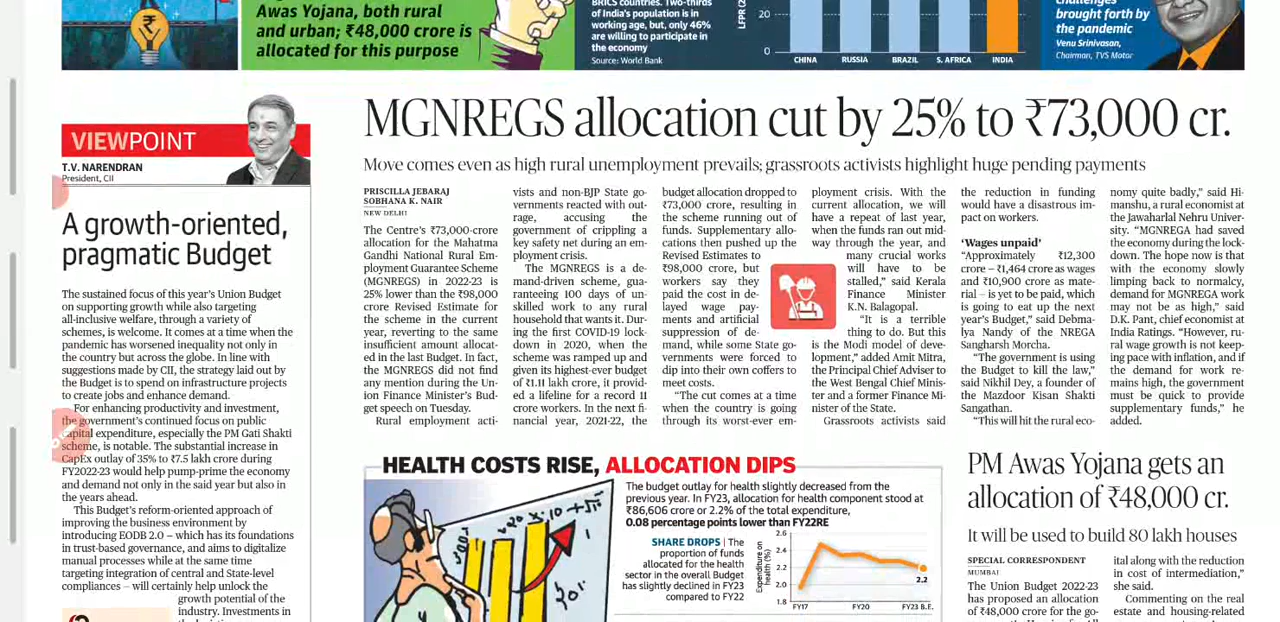 Awas Yojana, both rural
and urban; ₹48,000 crore is
allocated for this purpose
BRICS countries. Two-thirds
of India's population is in
working age, but, only 46%
are willing to participate in
the economy
Source: World Bank
LFPR (2
20
0
CHINA RUSSIA BRAZIL S. AFRICA INDIA
challenges
brought forth by
the pandemic
Venu Srinivasan,
Chairman, TVS Motor
VIEWPOINT
T.V. NARENDRAN
President, CII
A growth-oriented,
pragmatic Budget
The sustained focus of this year's Union Budget
on supporting growth while also targeting
all-inclusive welfare, through a variety of
schemes, is welcome. It comes at a time when the
pandemic has worsened inequality not only in
the country but across the globe. In line with
suggestions made by CII, the strategy laid out by
the Budget is to spend on infrastructure projects
to create jobs and enhance demand.
For enhancing productivity and investment,
the government's continued focus on public
capital expenditure, especially the PM Gati Shakti
scheme, is notable. The substantial increase in
CapEx outlay of 35% to ₹7.5 lakh crore during
FY2022-23 would help pump-prime the economy
and demand not only in the said year but also in
the years ahead.
This Budget's reform-oriented approach of
improving the business environment by
introducing EODB 2.0 – which has its foundations
in trust-based governance, and aims to digitalize
manual processes while at the same time
targeting integration of central and State-level
compliances – will certainly help unlock the
growth potential of the
industry. Investments in
MGNREGS allocation cut by 25% to ₹73,000 cr.
Move comes even as high rural unemployment prevails; grassroots activists highlight huge pending payments
PRISCILLA JEBARAJ
SOBHANA K. NAIR
NEW DELHI
The Centre's ₹73,000-crore
allocation for the Mahatma
Gandhi National Rural Em-
ployment Guarantee Scheme
(MGNREGS) in 2022-23 is
25% lower than the ₹98,000
crore Revised Estimate for
the scheme in the current
year, reverting to the same
insufficient amount allocat-
ed in the last Budget. In fact,
the MGNREGS did not find
any mention during the Un-
ion Finance Minister's Bud-
get speech on Tuesday.
Rural employment acti-
vists and non-BJP State go-
vernments reacted with out-
rage, accusing the
government of crippling a
key safety net during an em-
ployment crisis.
The MGNREGS is a de-
mand-driven scheme, gua-
ranteeing 100 days of un-
skilled work to any rural
household that wants it. Dur-
ing the first COVID-19 lock-
down in 2020, when the
scheme was ramped up and
given its highest-ever budget
of ₹1.11 lakh crore, it provid-
ed a lifeline for a record 11
crore workers. In the next fi-
nancial year, 2021-22, the
budget allocation dropped to
₹73,000 crore, resulting in
the scheme running out of
funds. Supplementary allo-
cations then pushed up the
Revised Estimates to
₹98,000 crore, but
workers say they
paid the cost in de-
layed wage pay-
ments and artificial
suppression of de-
mand, while some State go-
vernments were forced to
dip into their own coffers to
meet costs.
"The cut comes at a time
when the country is going
through its worst-ever em-
ployment crisis. With the
current allocation, we will
have a repeat of last year,
when the funds ran out mid-
way through the year, and
many crucial works
will have to be
stalled," said Kerala
Finance Minister
K.N. Balagopal.
"It is a terrible
thing to do. But this
is the Modi model of deve-
lopment," added Amit Mitra,
the Principal Chief Adviser to
the West Bengal Chief Minis-
ter and a former Finance Mi-
nister of the State.
Grassroots activists said
the reduction in funding
would have a disastrous im-
pact on workers.
'Wages unpaid'
"Approximately ₹12,300
crore – ₹1,464 crore as wages
and ₹10,900 crore as mate-
rial – is yet to be paid, which
is going to eat up the next
year's Budget," said Debma-
lya Nandy of the NREGA
Sangharsh Morcha.
"The government is using
the Budget to kill the law,"
said Nikhil Dey, a founder of
the Mazdoor Kisan Shakti
Sangathan.
"This will hit the rural eco-
nomy quite badly," said Hi-
manshu, a rural economist at
the Jawaharlal Nehru Univer-
sity. "MGNREGA had saved
the economy during the lock-
down. The hope now is that
with the economy slowly
limping back to normalcy,
demand for MGNREGA work
may not be as high," said
D.K. Pant, chief economist at
India Ratings. "However, ru-
ral wage growth is not keep-
ing pace with inflation, and if
the demand for work re-
mains high, the government
must be quick to provide
supplementary funds," he
added.
HEALTH COSTS RISE, ALLOCATION DIPS
The budget outlay for health slightly decreased from the
previous year. In FY23, allocation for health component stood at
₹86,606 crore or 2.2% of the total expenditure,
0.08 percentage points lower than FY22RE
SHARE DROPS | The
proportion of funds
allocated for the health
sector in the overall Budget
has slightly declined in FY23
compared to FY22
Expenditure on
health (%)
2.6
2.4
2.2
2.0
1.8
2.2
FY17 FY20 FY23 B.E.
PM Awas Yojana gets an
allocation of ₹48,000 cr.
It will be used to build 80 lakh houses
SPECIAL CORRESPONDENT
MUMBAI
The Union Budget 2022-23
has proposed an allocation
of ₹48,000 crore for the go-
ital along with the reduction
in cost of intermediation,"
she said.
Commenting on the real
estate and housing-related